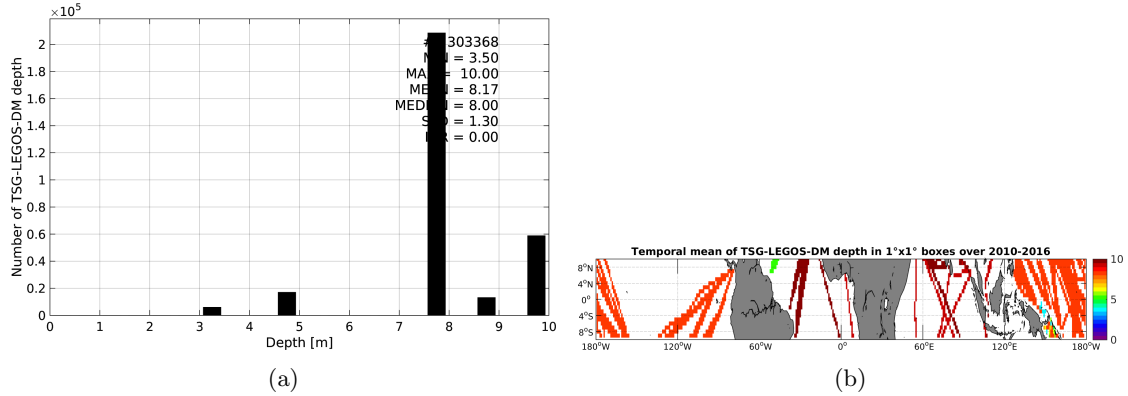 ×10⁵
2
1.8
1.6
1.4
1.2
1
0.8
0.6
0.4
0.2
0
Number of TSG-LEGOS-DM depth
303368
= 3.50
= 10.00
= 8.17
= 8.00
= 1.30
= 0.00
0 1 2 3 4 5 6 7 8 9 10
Depth [m]
(a)
Temporal mean of TSG-LEGOS-DM depth in 1°x1° boxes over 2010-2016
8°N
4°N
0°
4°S
8°S
180°W 120°W 60°W 0° 60°E 120°E 180°W
10
5
0
(b)